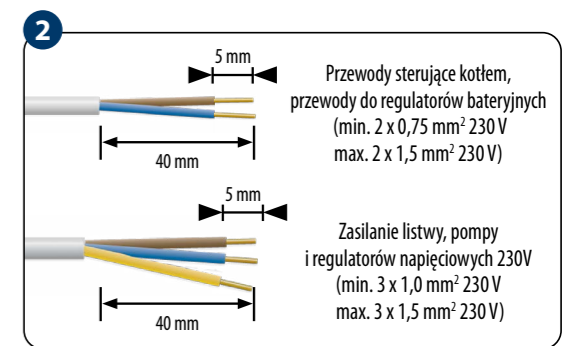 2
5 mm
40 mm
Przewody sterujące kotłem,
przewody do regulatorów bateryjnych
(min. 2 x 0,75 mm² 230 V
max. 2 x 1,5 mm² 230 V)
5 mm
40 mm
Zasilanie listwy, pompy
i regulatorów napięciowych 230V
(min. 3 x 1,0 mm² 230 V
max. 3 x 1,5 mm² 230 V)